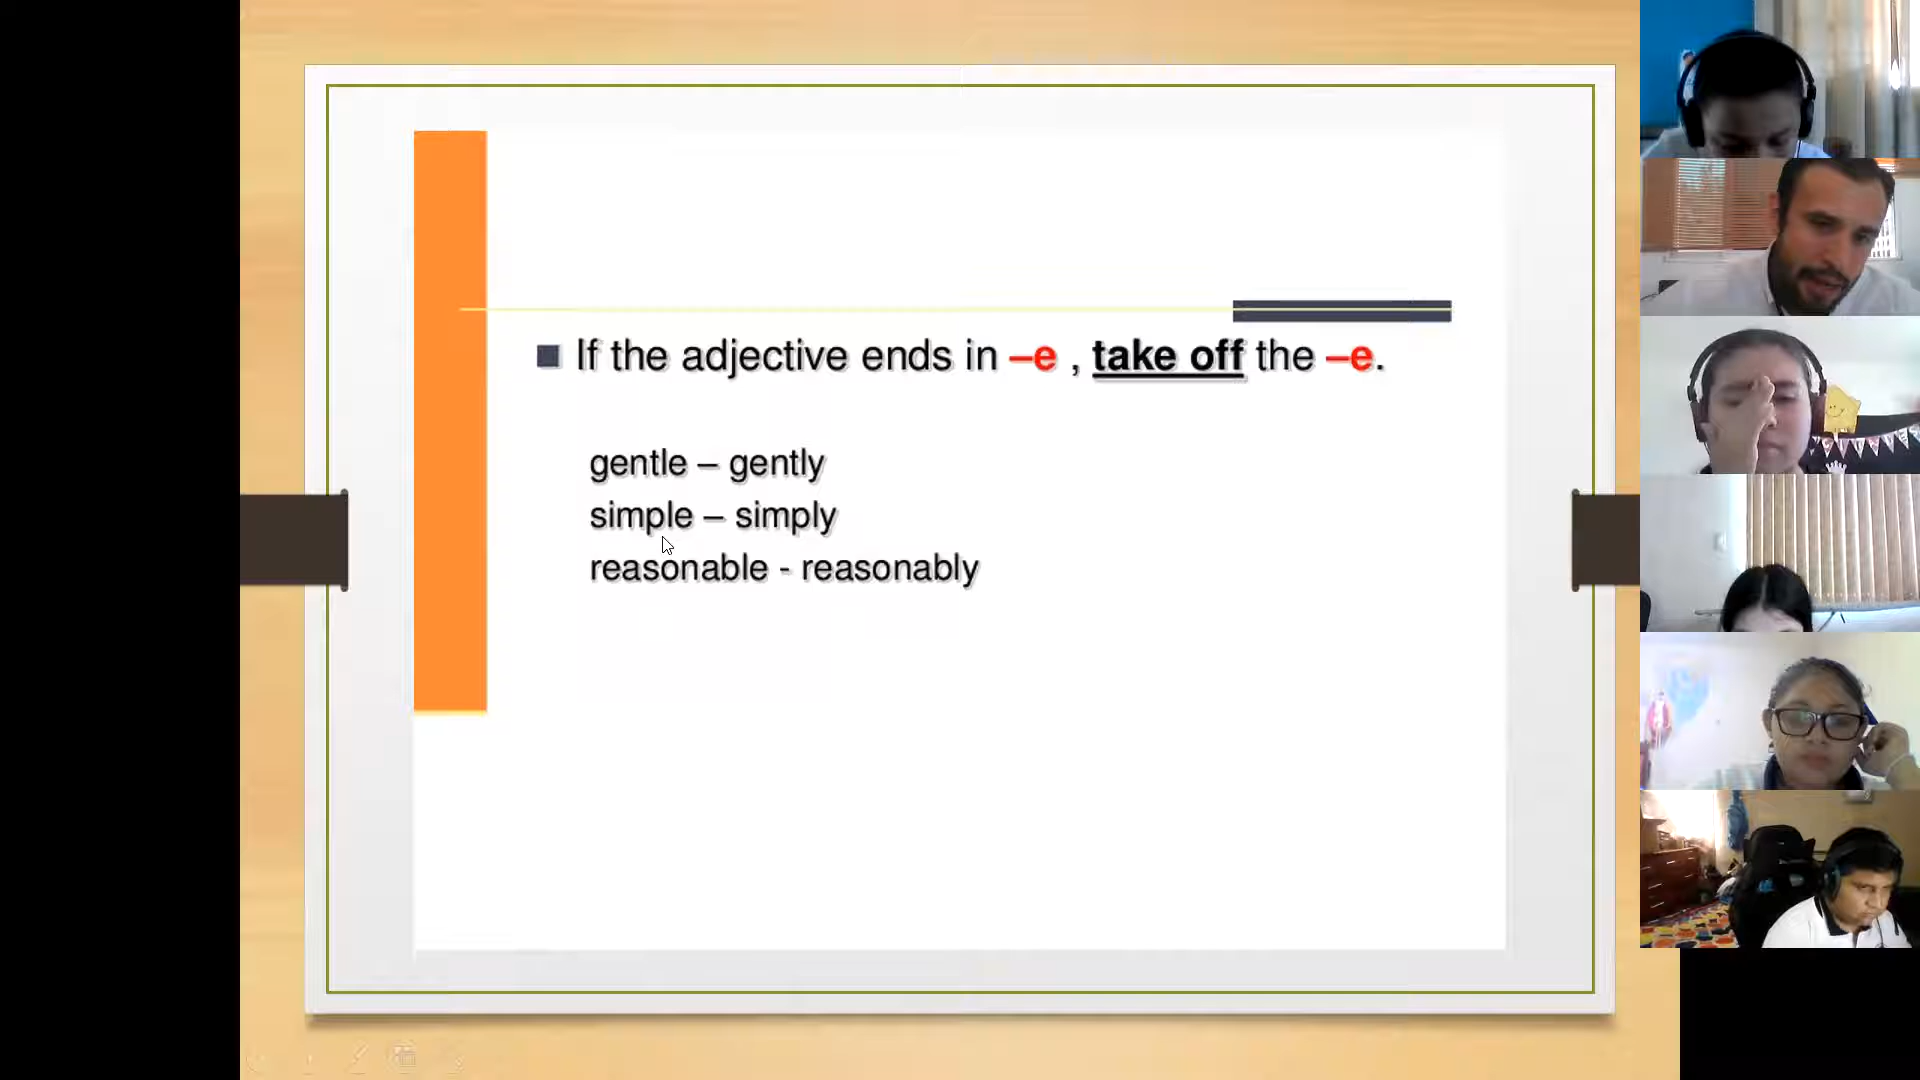 If the adjective ends in –e , take off the –e.
gentle – gently
simple – simply
reasonable - reasonably